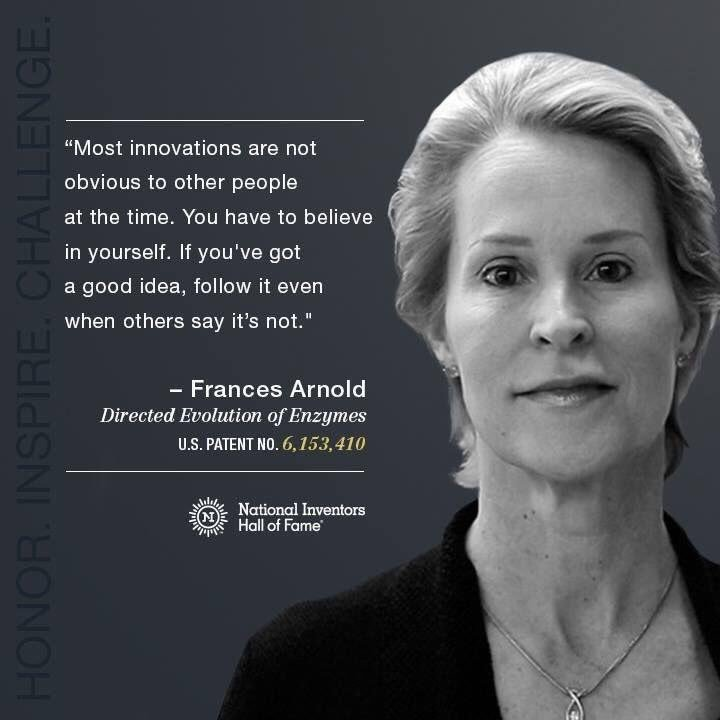 HONOR. INSPIRE. CHALLENGE.
“Most innovations are not
obvious to other people
at the time. You have to believe
in yourself. If you've got
a good idea, follow it even
when others say it’s not."
– Frances Arnold
Directed Evolution of Enzymes
U.S. PATENT NO. 6,153,410
N
National Inventors
Hall of Fame®